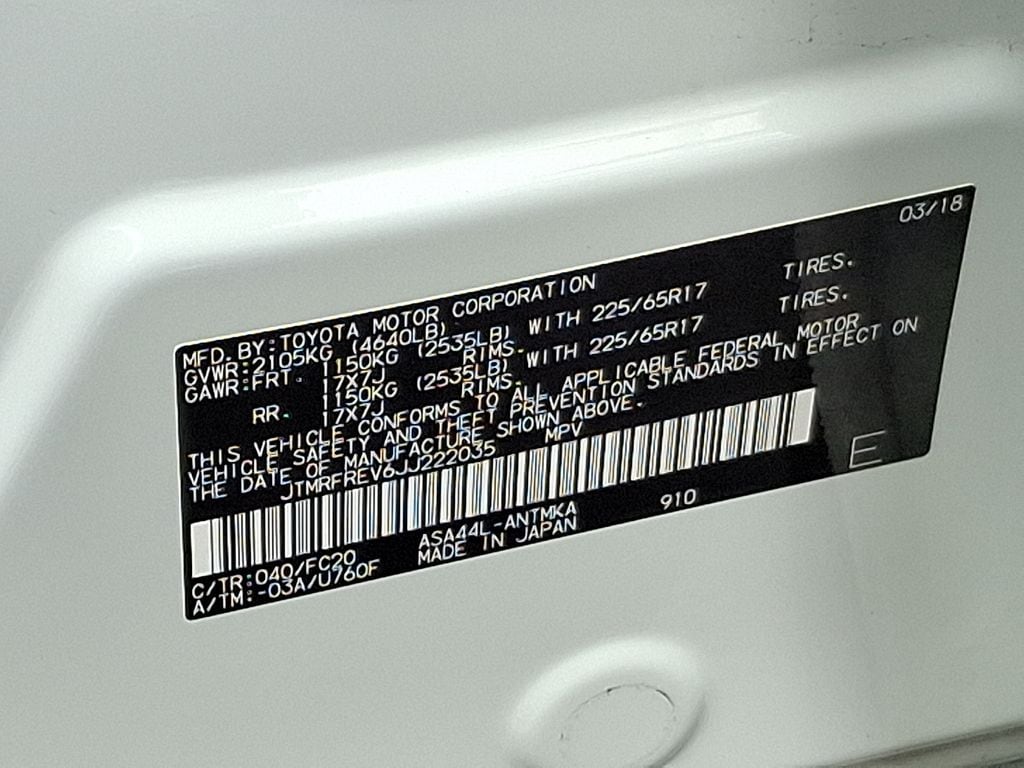 03/18
MFD. BY: TOYOTA MOTOR CORPORATION
GVWR: 2105KG (4640LB)
GAWR: FRT. 1150KG (2535LB) WITH 225/65R17 TIRES.
17X7J RIMS.
RR. 1150KG (2535LB) WITH 225/65R17 TIRES.
17X7J RIMS.
THIS VEHICLE CONFORMS TO ALL APPLICABLE FEDERAL MOTOR
VEHICLE SAFETY AND THEFT PREVENTION STANDARDS IN EFFECT ON
THE DATE OF MANUFACTURE SHOWN ABOVE.
JTMRFREV6JJ222035 MPV
E
C/TR: 040/FC20 ASA44L-ANTMKA 910
A/TM: -03A/U760F MADE IN JAPAN